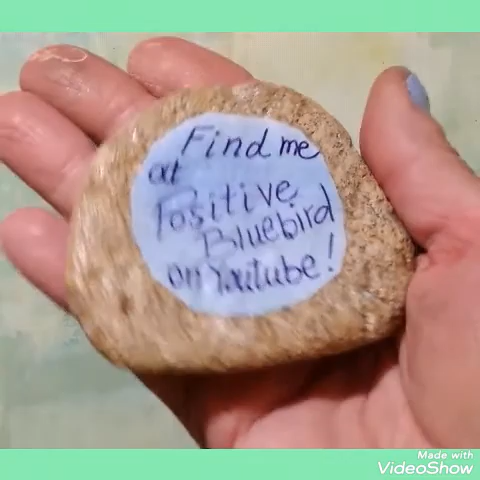 Find me
at
Positive
Bluebird
on Youtube!
Made with
VideoShow